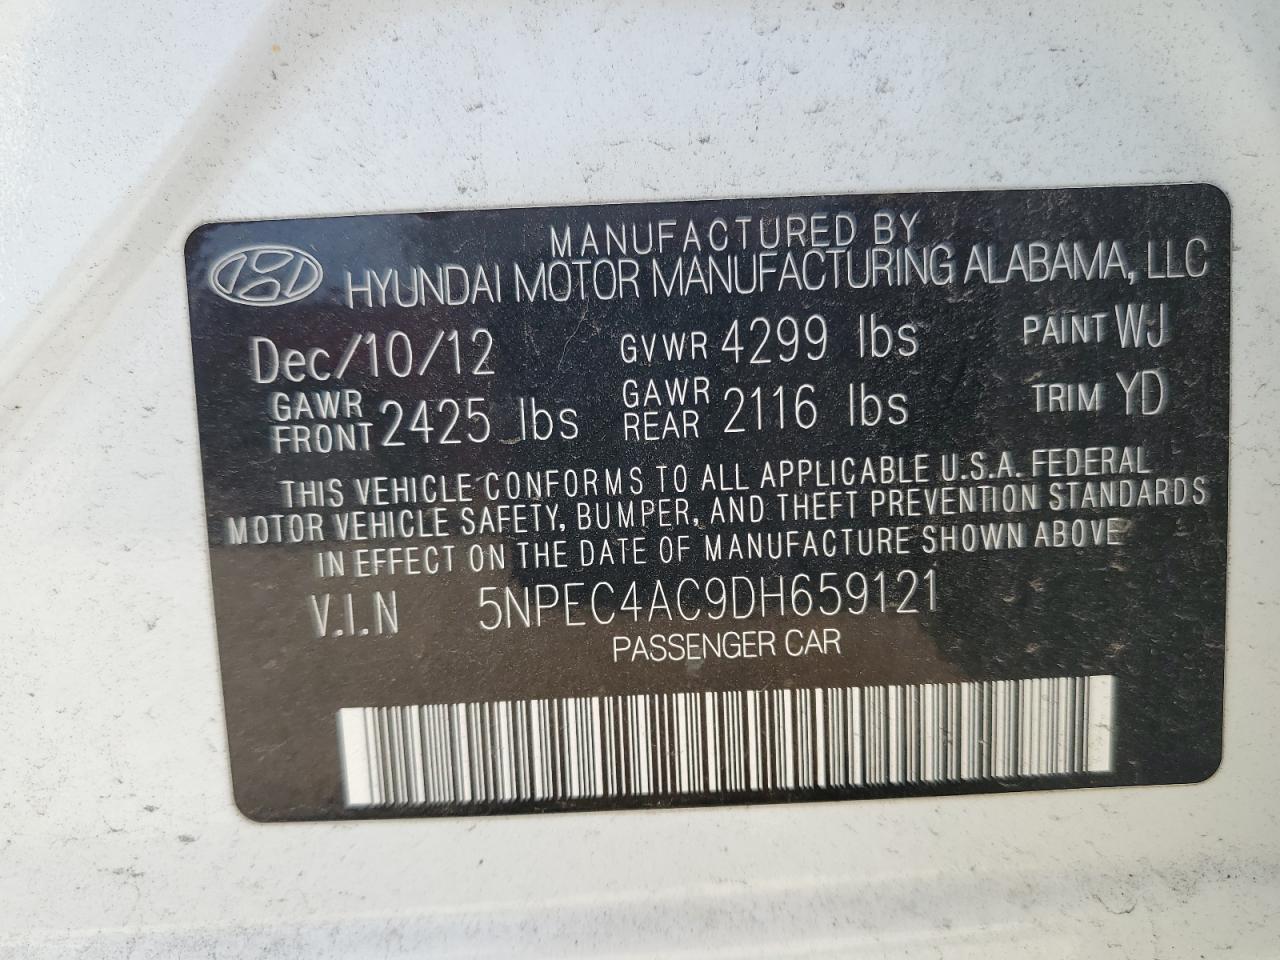 MANUFACTURED BY
HYUNDAI MOTOR MANUFACTURING ALABAMA, LLC
Dec/10/12 GVWR 4299 lbs PAINT WJ
GAWR FRONT 2425 lbs GAWR REAR 2116 lbs TRIM YD
THIS VEHICLE CONFORMS TO ALL APPLICABLE U.S.A. FEDERAL
MOTOR VEHICLE SAFETY, BUMPER, AND THEFT PREVENTION STANDARDS
IN EFFECT ON THE DATE OF MANUFACTURE SHOWN ABOVE
V.I.N 5NPEC4AC9DH659121
PASSENGER CAR